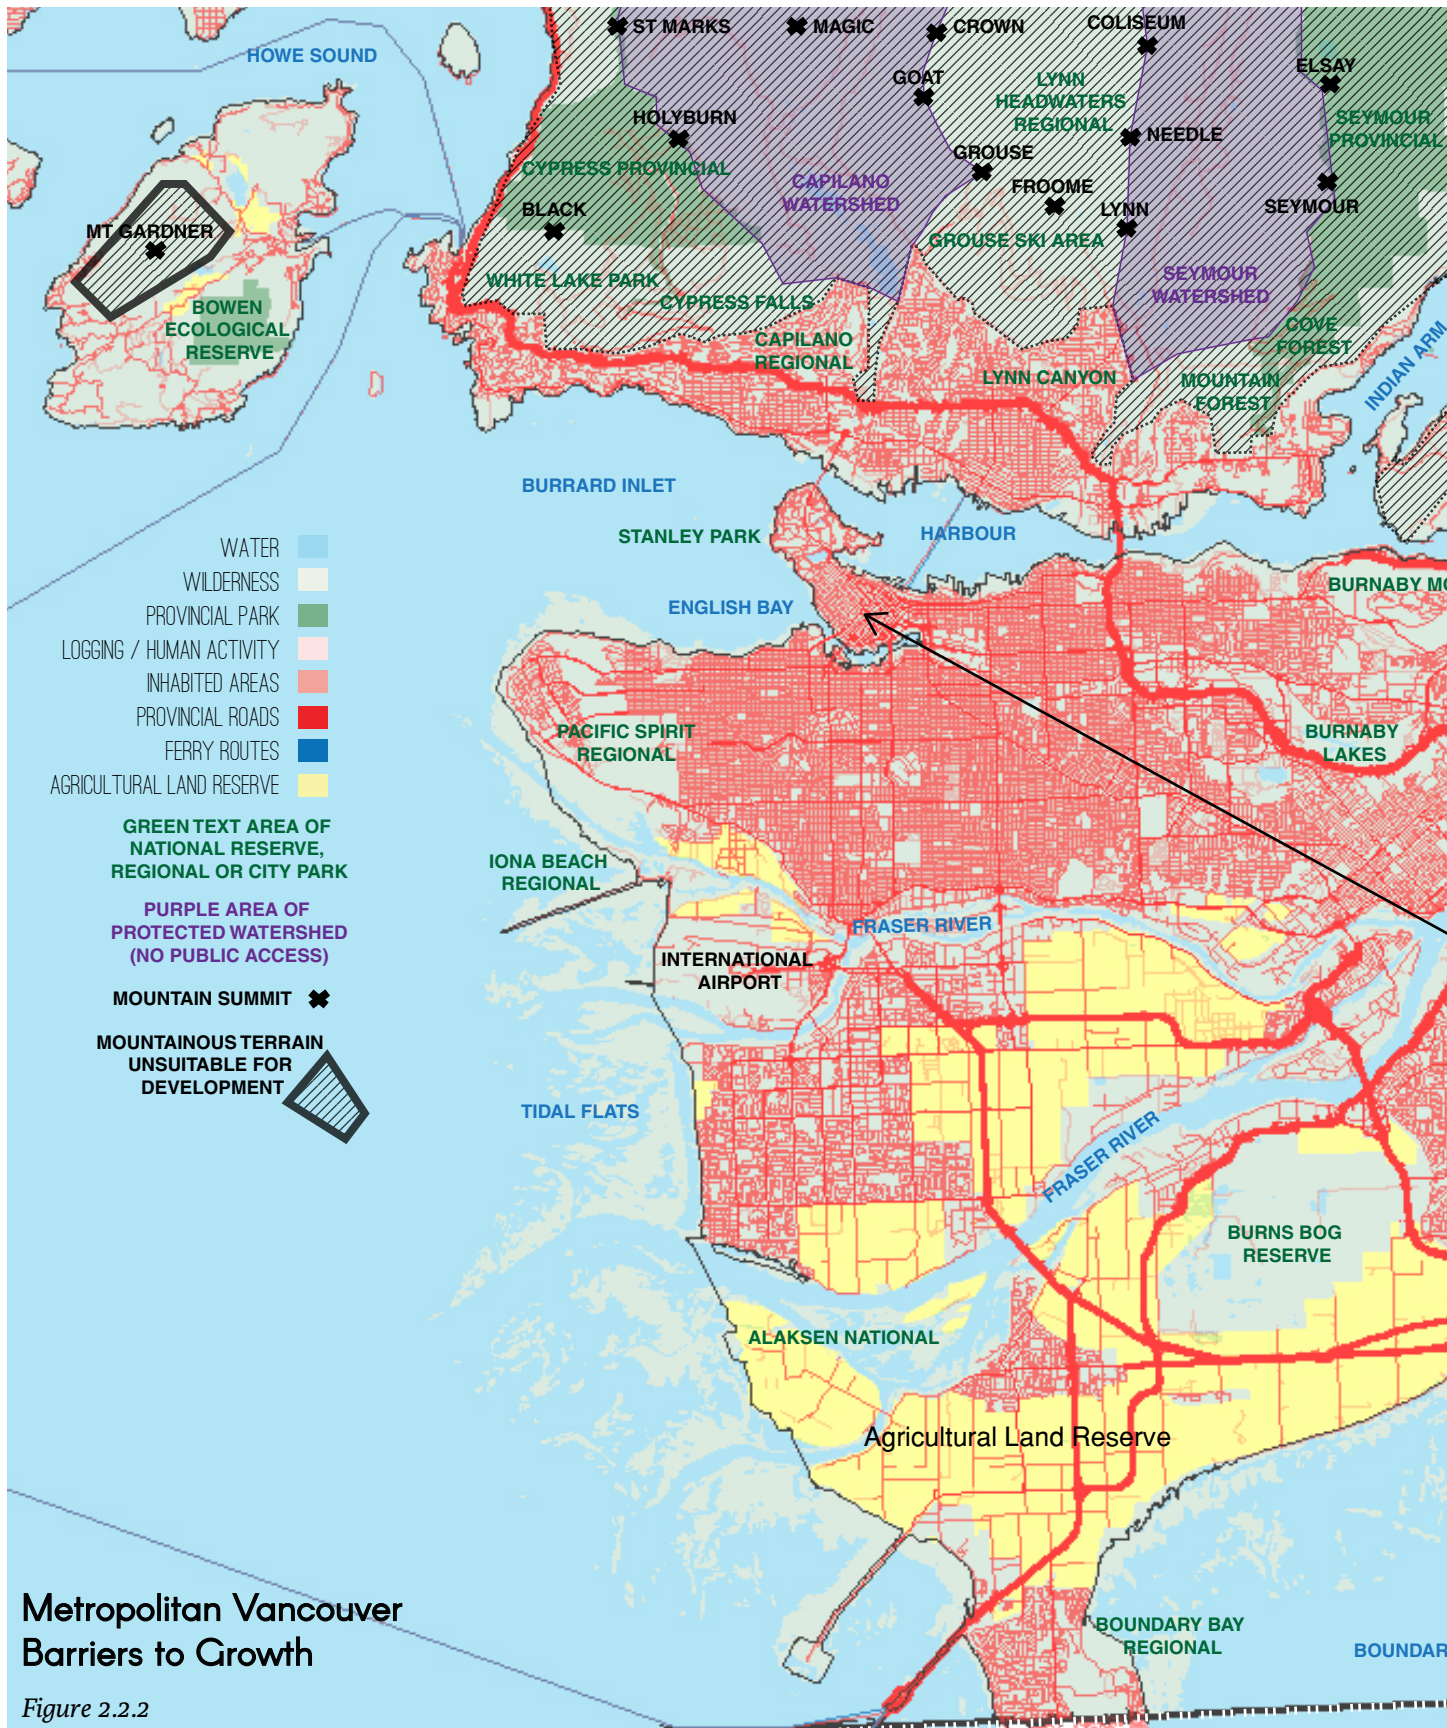 ST MARKS
MAGIC
CROWN
COLISEUM
HOWE SOUND
GOAT
LYNN
HEADWATERS
REGIONAL
ELSAY
SEYMOUR
PROVINCIAL
HOLYBURN
NEEDLE
CYPRESS PROVINCIAL
GROUSE
CAPILANO
WATERSHED
FROOME
BLACK
LYNN
SEYMOUR
MT GARDNER
GROUSE SKI AREA
WHITE LAKE PARK
SEYMOUR
WATERSHED
CYPRESS FALLS
BOWEN
ECOLOGICAL
RESERVE
COVE
FOREST
CAPILANO
REGIONAL
INDIAN ARM
LYNN CANYON
MOUNTAIN
FOREST
BURRARD INLET
STANLEY PARK
HARBOUR
ENGLISH BAY
BURNABY MO
WATER
WILDERNESS
PROVINCIAL PARK
LOGGING / HUMAN ACTIVITY
INHABITED AREAS
PROVINCIAL ROADS
FERRY ROUTES
AGRICULTURAL LAND RESERVE
GREEN TEXT AREA OF
NATIONAL RESERVE,
REGIONAL OR CITY PARK
PURPLE AREA OF
PROTECTED WATERSHED
(NO PUBLIC ACCESS)
MOUNTAIN SUMMIT
MOUNTAINOUS TERRAIN
UNSUITABLE FOR
DEVELOPMENT
PACIFIC SPIRIT
REGIONAL
BURNABY
LAKES
IONA BEACH
REGIONAL
FRASER RIVER
INTERNATIONAL
AIRPORT
TIDAL FLATS
FRASER RIVER
BURNS BOG
RESERVE
ALAKSEN NATIONAL
Agricultural Land Reserve
BOUNDARY BAY
REGIONAL
BOUNDAR
Metropolitan Vancouver
Barriers to Growth
Figure 2.2.2